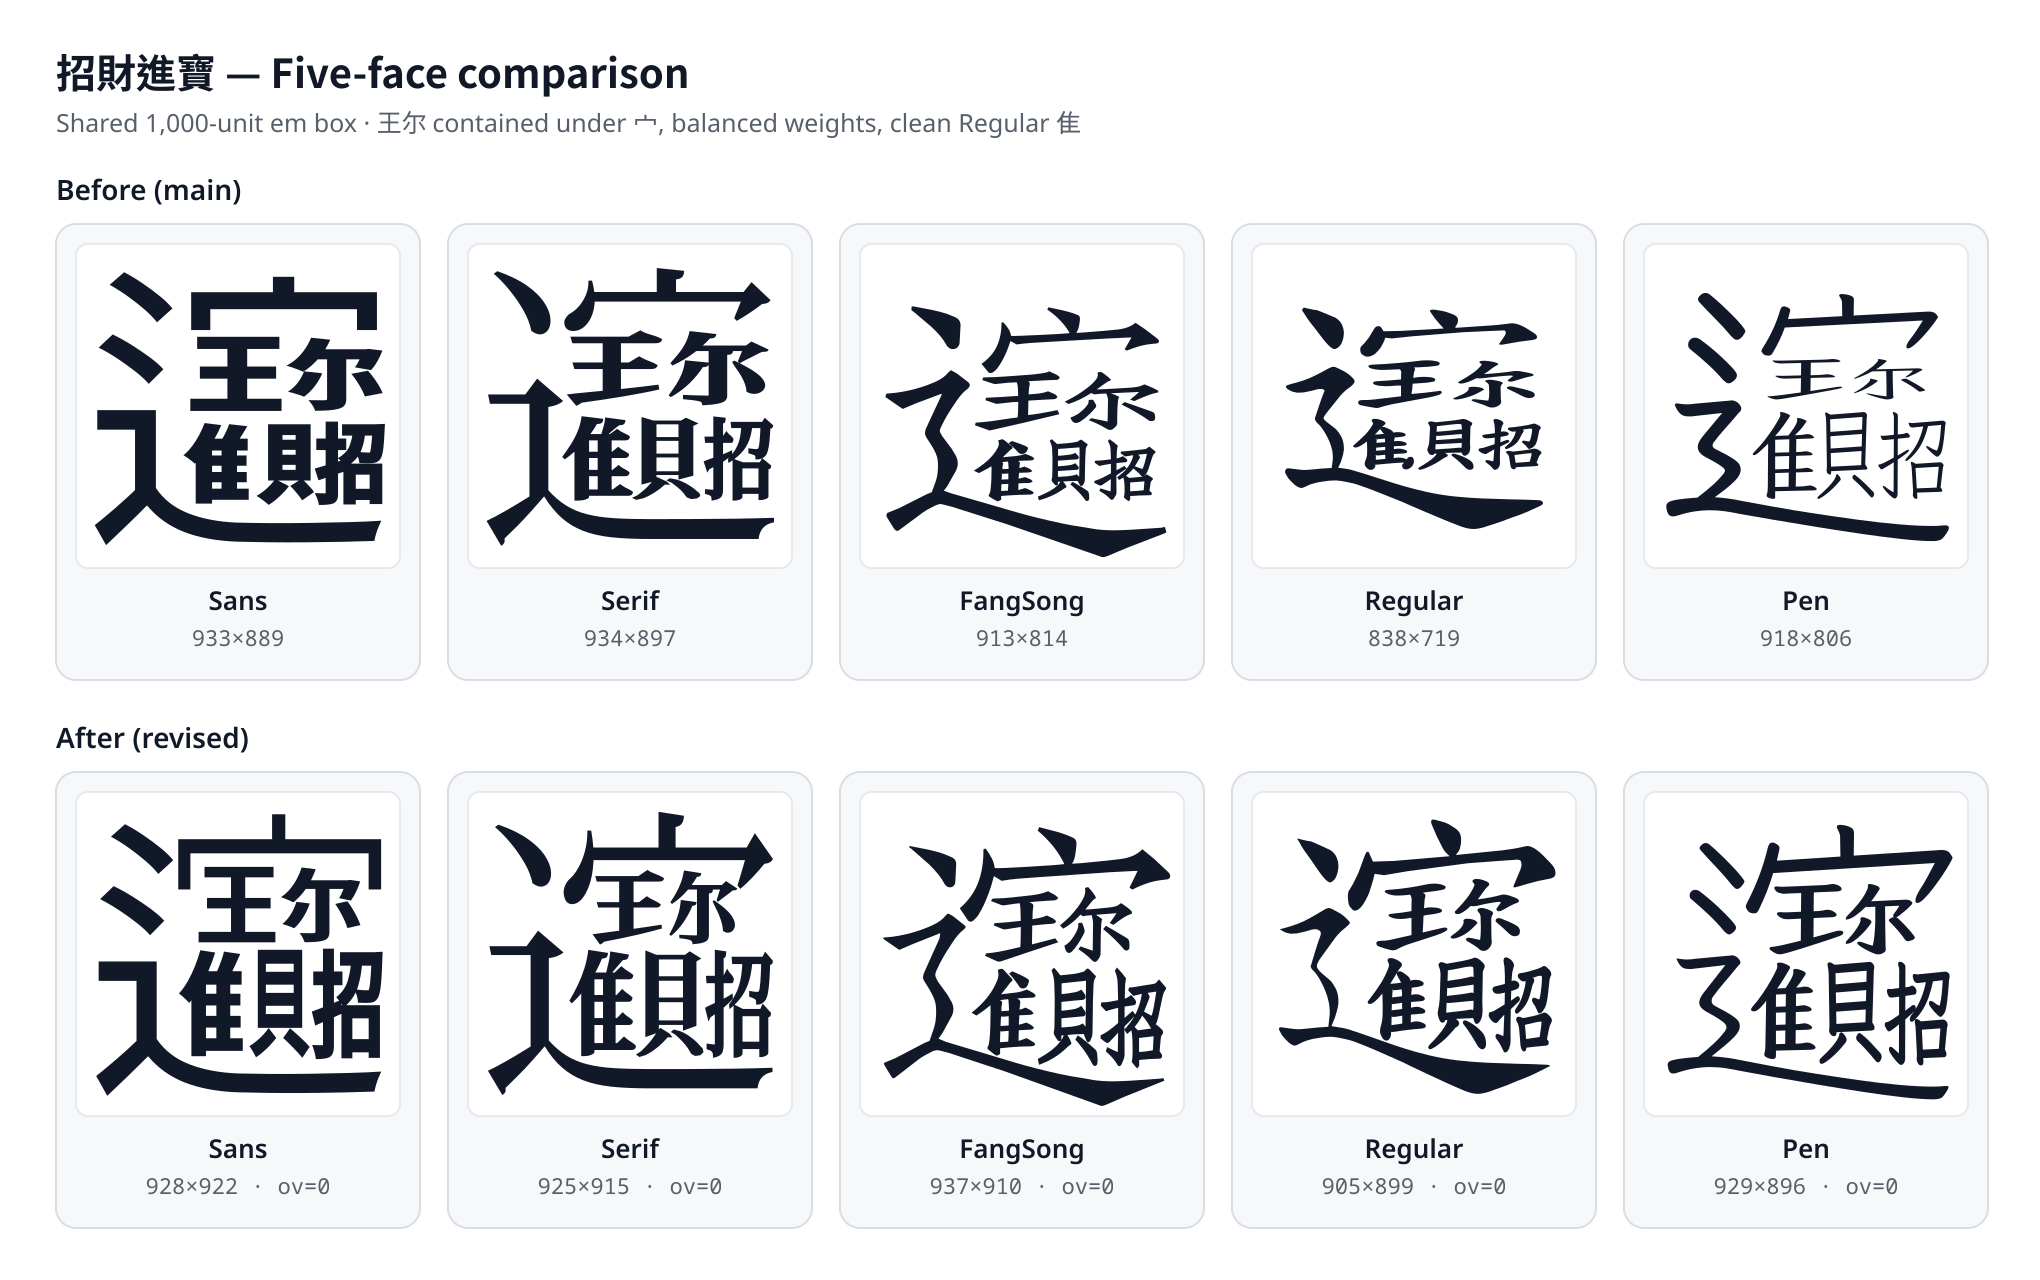 招財進寶 — Five-face comparison
Shared 1,000-unit em box · 王尔 contained under 宀, balanced weights, clean Regular 隹
Before (main)
Sans
933×889
Serif
934×897
FangSong
913×814
Regular
838×719
Pen
918×806
After (revised)
Sans
928×922 · ov=0
Serif
925×915 · ov=0
FangSong
937×910 · ov=0
Regular
905×899 · ov=0
Pen
929×896 · ov=0